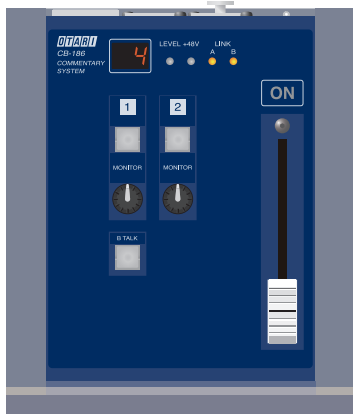 OTARI
CB-186
COMMENTARY
SYSTEM
4
LEVEL +48V LINK
A B
ON
1 2
MONITOR MONITOR
B TALK